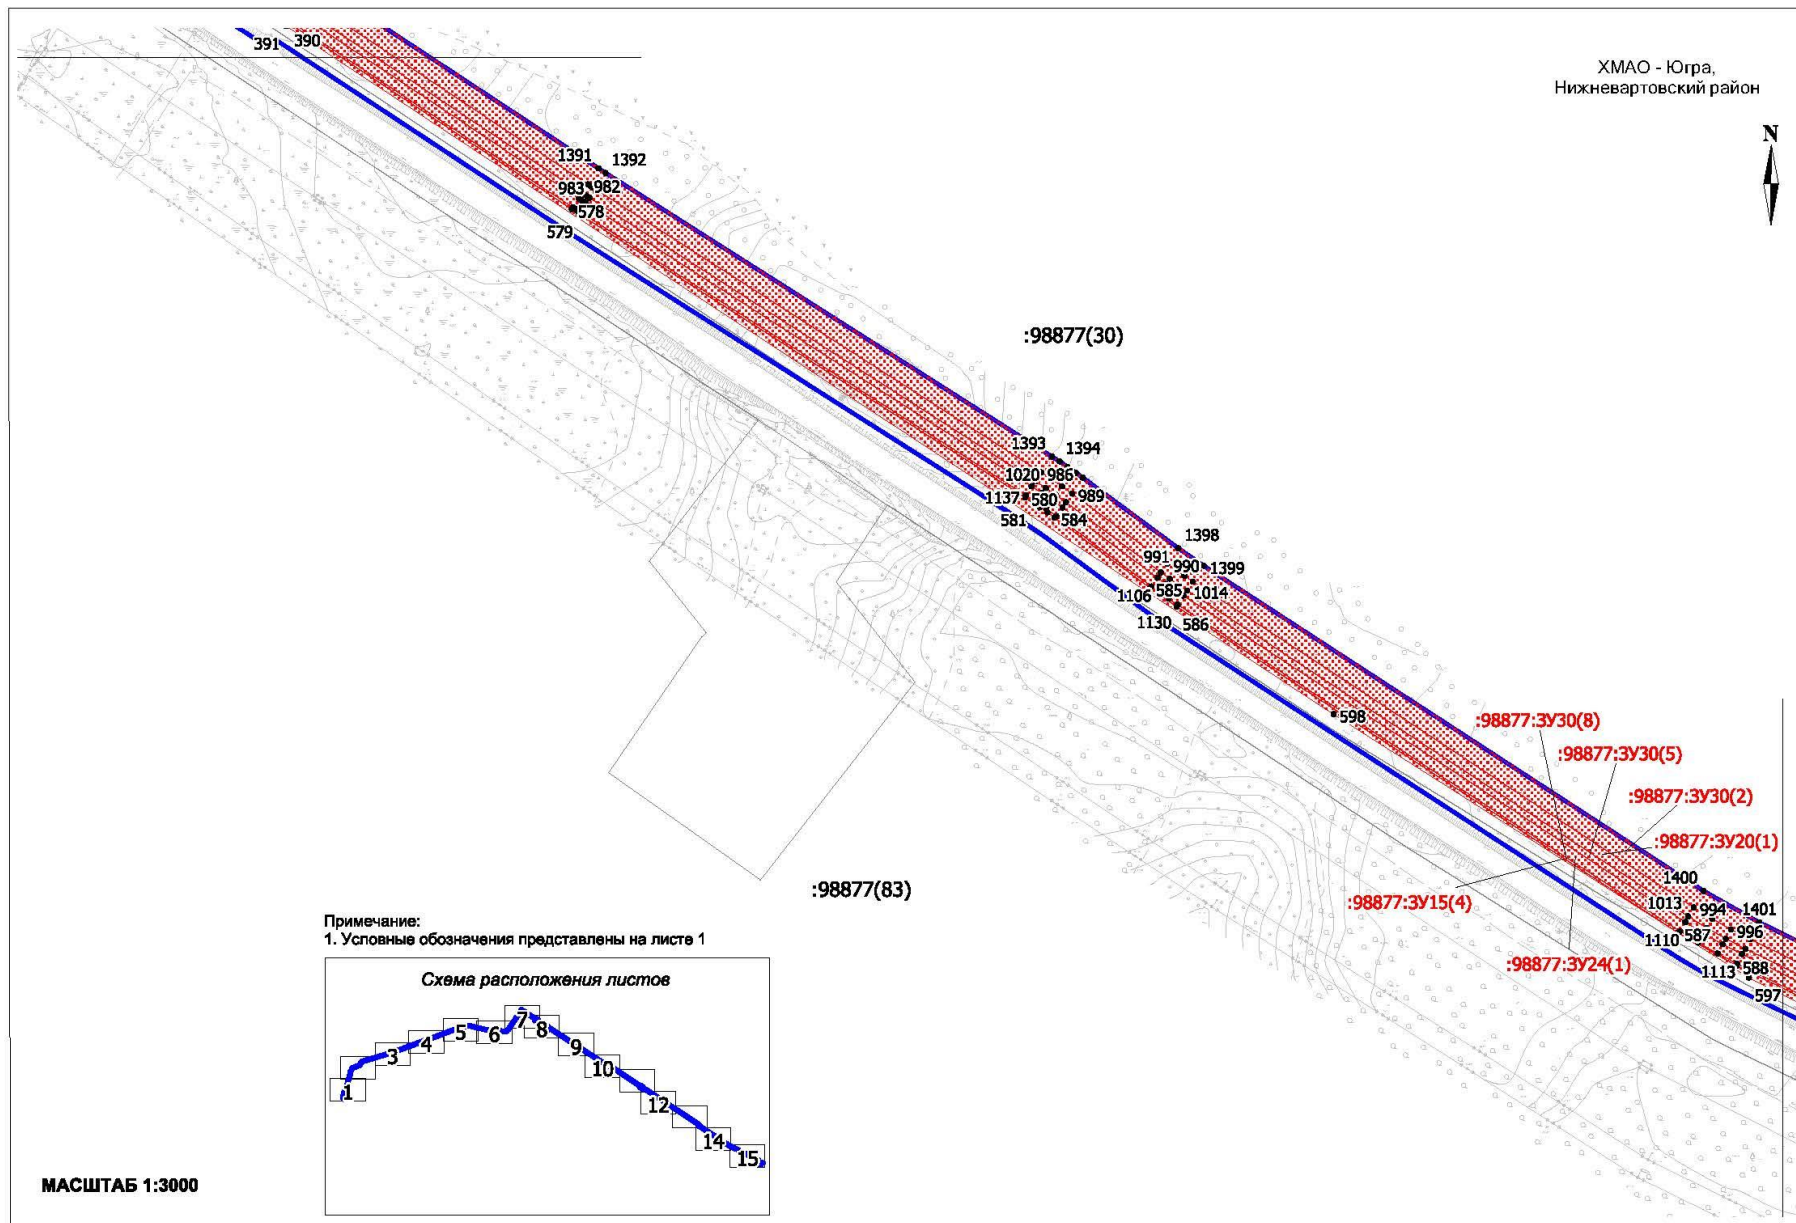 391 390
ХМАО - Югра,
Нижневартовский район
N
1391 1392
983 982
578
579
:98877(30)
1393 1394
1020 986
989
1137 580
581 584
1398
991 990 1399
1106 585 1014
1130 586
598
:98877:ЗУ30(8)
:98877:ЗУ30(5)
:98877:ЗУ30(2)
:98877:ЗУ20(1)
1400
:98877(83)
:98877:ЗУ15(4)
1013 994 1401
1110 587 996
:98877:ЗУ24(1)
1113 588
597
Примечание:
1. Условные обозначения представлены на листе 1
Схема расположения листов
1 3 4 5 6 7 8 9 10 12 14 15
МАСШТАБ 1:3000